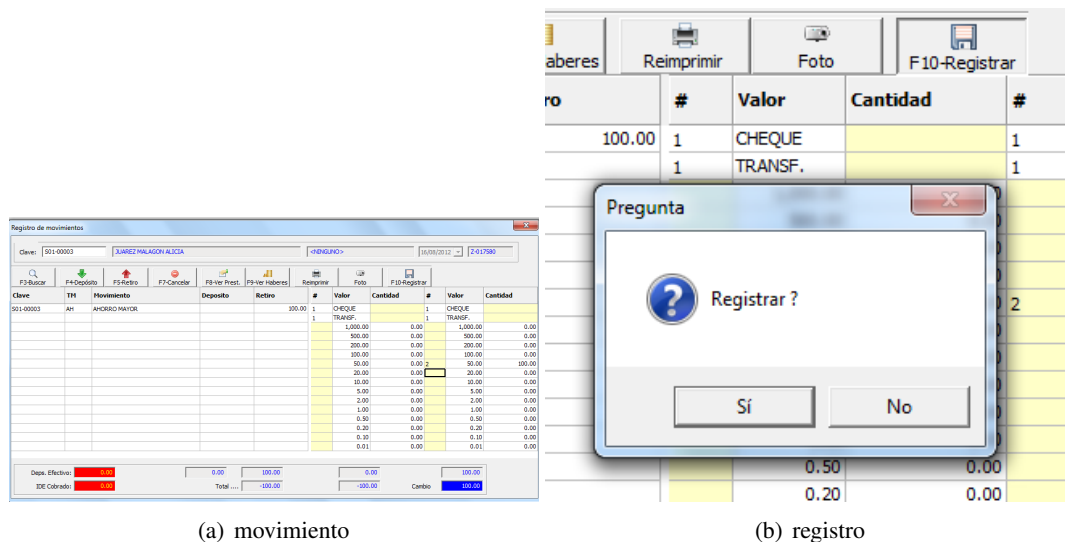 Registro de movimientos
Clave: S01-00003 JUAREZ MALAGON ALICIA <NINGUNO> 16/08/2012 2-017580
F3-Buscar F4-Depósito F5-Retiro F7-Cancelar F8-Ver Prest. F9-Ver Haberes Reimprimir Foto F10-Registrar
Clave TM Movimiento Deposito Retiro # Valor Cantidad # Valor Cantidad
S01-00003 AH AHORRO MAYOR 100.00 1 CHEQUE 1 CHEQUE
1 TRANSF. 1 TRANSF.
1,000.00 0.00 1,000.00 0.00
500.00 0.00 500.00 0.00
200.00 0.00 200.00 0.00
100.00 0.00 100.00 0.00
50.00 0.00 2 50.00 100.00
20.00 0.00 20.00 0.00
10.00 0.00 10.00 0.00
5.00 0.00 5.00 0.00
2.00 0.00 2.00 0.00
1.00 0.00 1.00 0.00
0.50 0.00 0.50 0.00
0.20 0.00 0.20 0.00
0.10 0.00 0.10 0.00
0.01 0.00 0.01 0.00
Deps. Efectivo: 0.00 0.00 100.00 0.00 100.00
IDE Cobrado: 0.00 Total .... -100.00 -100.00 Cambio 100.00
(a) movimiento
aberes Reimprimir Foto F10-Registrar
ro # Valor Cantidad #
100.00 1 CHEQUE 1
1 TRANSF. 1
Pregunta
Registrar ?
2
Sí No
0.50 0.00
0.20 0.00
(b) registro